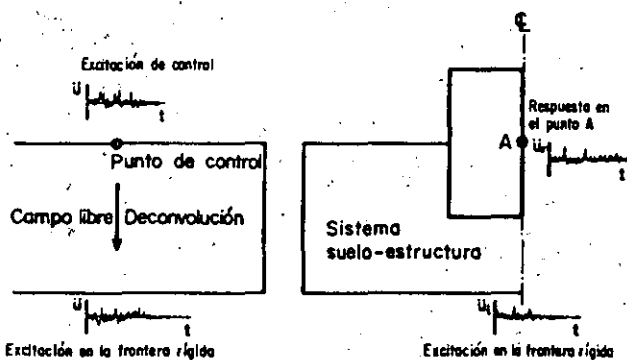 Excitación de control
ü
t
Punto de control
Campo libre
Deconvolución
ü
t
Excitación en la frontera rígida
℄
Respuesta en
el punto A
A
ü
t
Sistema
suelo-estructura
ü
t
Excitación en la frontera rígida